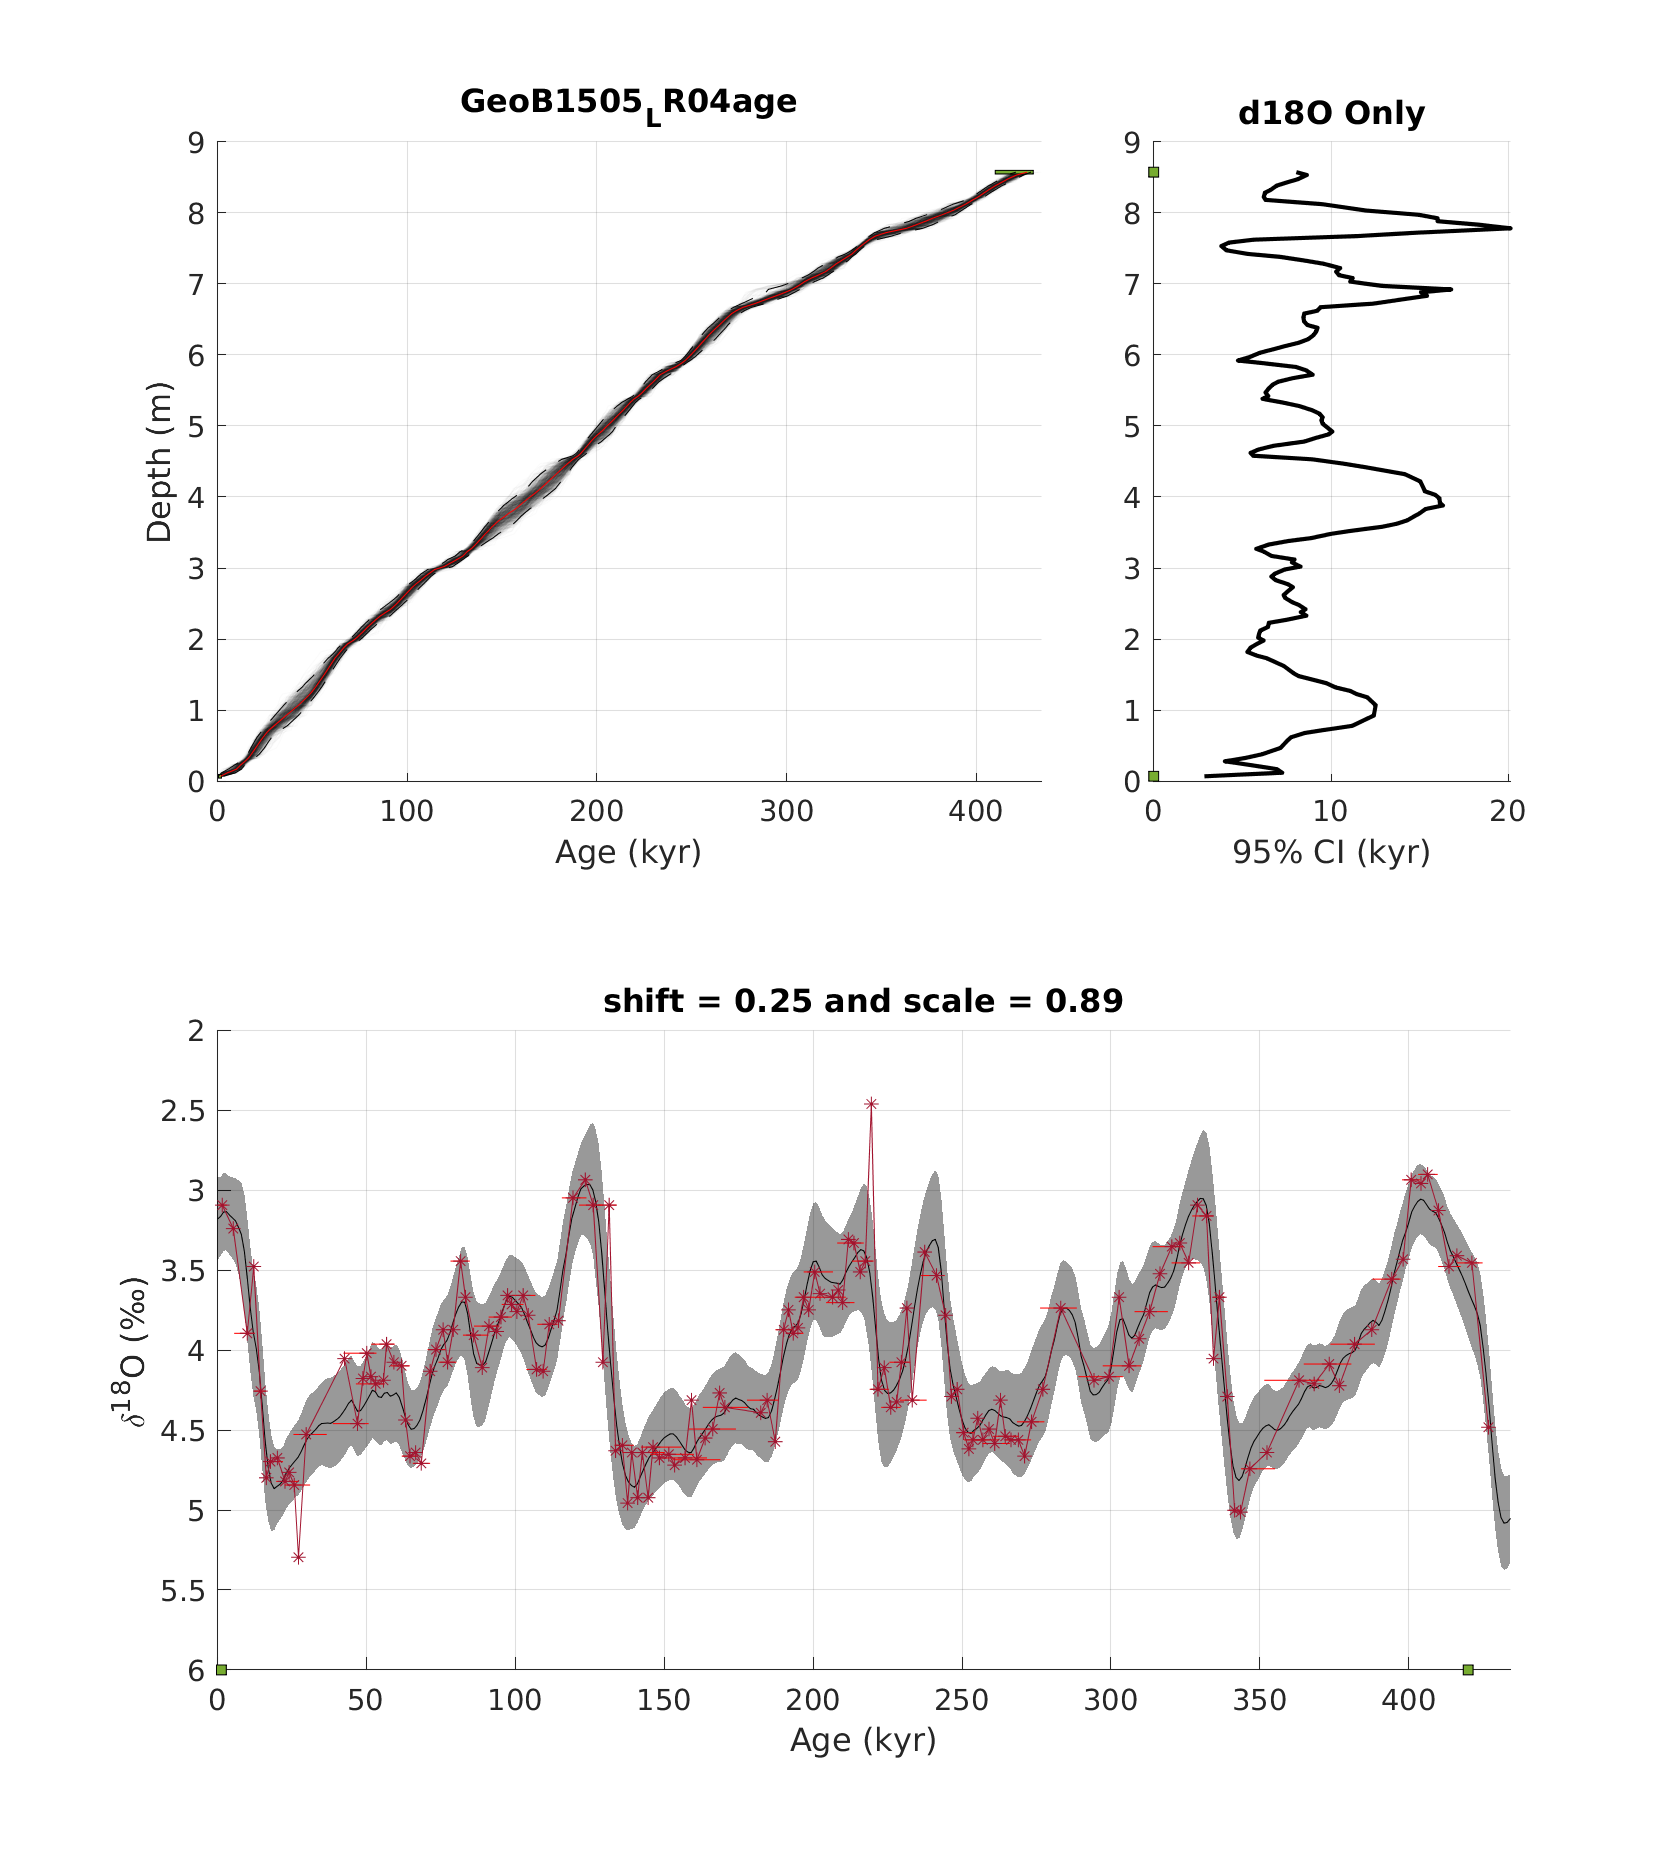 GeoB1505LR04age
9
8
7
6
5
4
3
2
1
0
Depth (m)
0 100 200 300 400
Age (kyr)
d18O Only
9
8
7
6
5
4
3
2
1
0
0 10 20
95% CI (kyr)
shift = 0.25 and scale = 0.89
2
2.5
3
3.5
4
4.5
5
5.5
6
δ18O (‰)
0 50 100 150 200 250 300 350 400
Age (kyr)